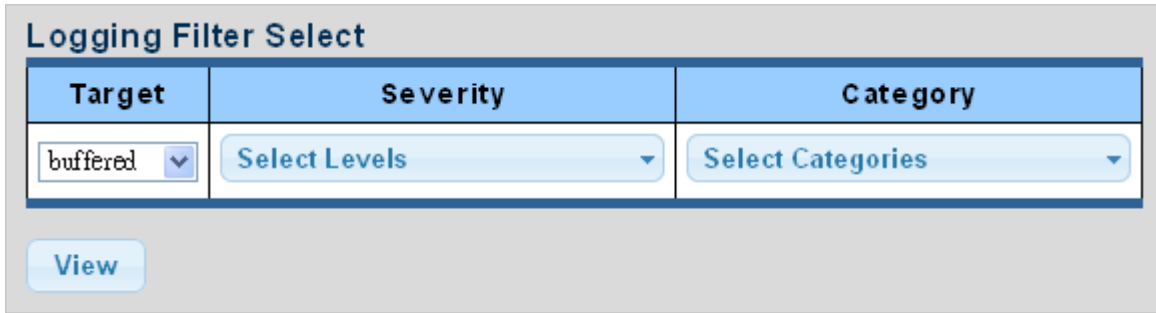 Logging Filter Select
Target Severity Category
buffered Select Levels Select Categories
View